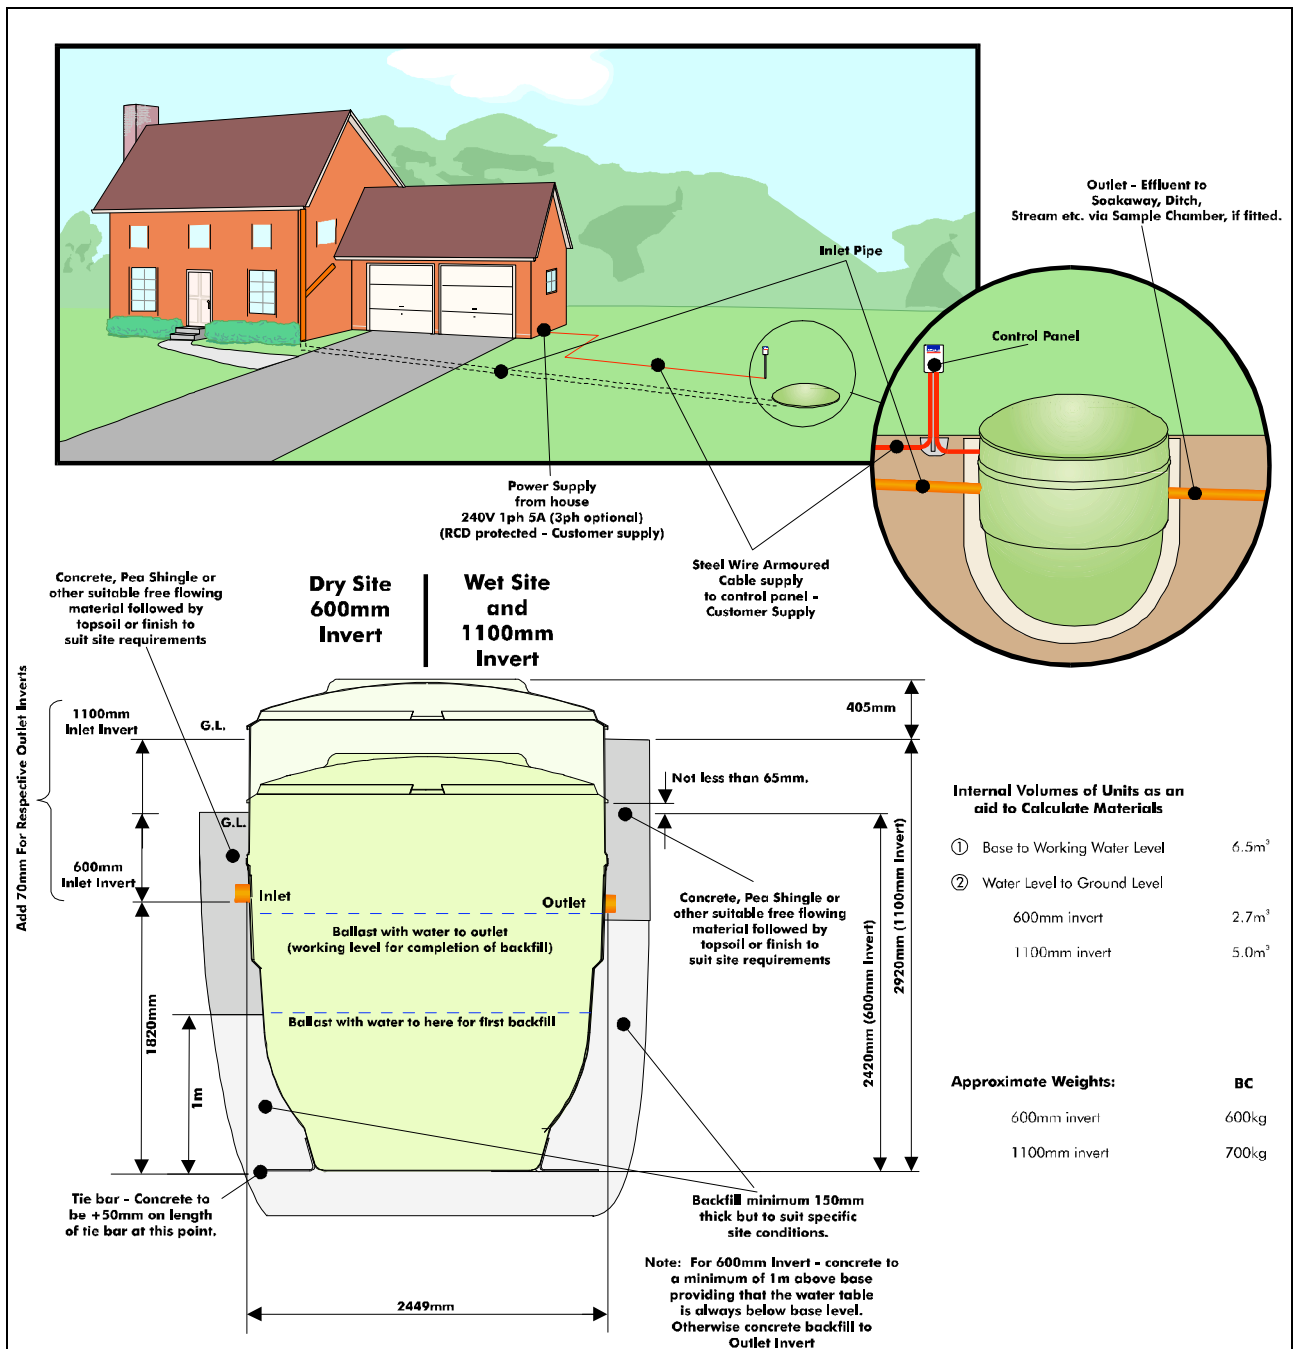 Outlet - Effluent to
Soakaway, Ditch,
Stream etc. via Sample Chamber, if fitted.
Inlet Pipe
Control Panel
Power Supply
from house
240V 1ph 5A (3ph optional)
(RCD protected - Customer supply)
Steel Wire Armoured
Cable supply
to control panel -
Customer Supply
Concrete, Pea Shingle or
other suitable free flowing
material followed by
topsoil or finish to
suit site requirements
Dry Site
600mm
Invert
Wet Site
and
1100mm
Invert
Add 70mm For Respective Outlet Inverts
1100mm
Inlet Invert
G.L.
405mm
Not less than 65mm.
G.L.
600mm
Inlet Invert
Inlet
Outlet
Ballast with water to outlet
(working level for completion of backfill)
Concrete, Pea Shingle or
other suitable free flowing
material followed by
topsoil or finish to
suit site requirements
Ballast with water to here for first backfill
1820mm
1m
2420mm (600mm Invert)
2920mm (1100mm Invert)
Tie bar - Concrete to
be +50mm on length
of tie bar at this point.
Backfill minimum 150mm
thick but to suit specific
site conditions.
Note: For 600mm Invert - concrete to
a minimum of 1m above base
providing that the water table
is always below base level.
Otherwise concrete backfill to
Outlet Invert
2449mm
Internal Volumes of Units as an
aid to Calculate Materials
① Base to Working Water Level 6.5m³
② Water Level to Ground Level
600mm invert 2.7m³
1100mm invert 5.0m³
Approximate Weights: BC
600mm invert 600kg
1100mm invert 700kg